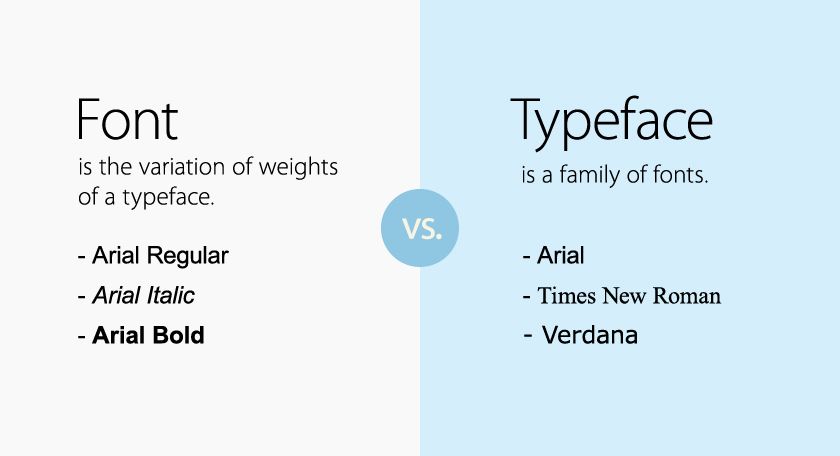 Font
is the variation of weights
of a typeface.
- Arial Regular
- Arial Italic
- Arial Bold
vs.
Typeface
is a family of fonts.
- Arial
- Times New Roman
- Verdana